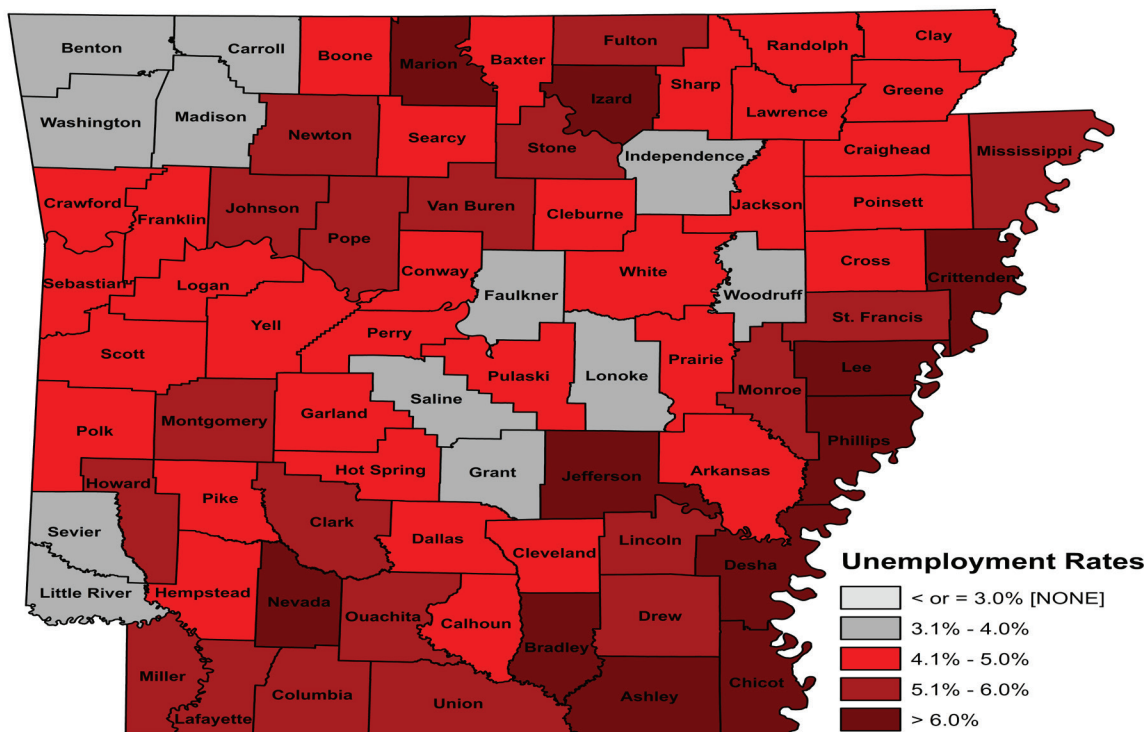 Benton
Carroll
Boone
Marion
Baxter
Fulton
Randolph
Clay
Izard
Sharp
Greene
Washington
Madison
Lawrence
Newton
Searcy
Stone
Independence
Craighead
Mississippi
Crawford
Franklin
Johnson
Pope
Van Buren
Cleburne
Jackson
Poinsett
Sebastian
Logan
Conway
Faulkner
White
Woodruff
Cross
Crittenden
Scott
Yell
Perry
Pulaski
Lonoke
Prairie
St. Francis
Lee
Monroe
Polk
Montgomery
Garland
Saline
Phillips
Howard
Pike
Hot Spring
Grant
Jefferson
Arkansas
Sevier
Clark
Dallas
Cleveland
Lincoln
Desha
Little River
Hempstead
Nevada
Ouachita
Calhoun
Bradley
Drew
Miller
Lafayette
Columbia
Union
Ashley
Chicot
Unemployment Rates
< or = 3.0% [NONE]
3.1% - 4.0%
4.1% - 5.0%
5.1% - 6.0%
> 6.0%